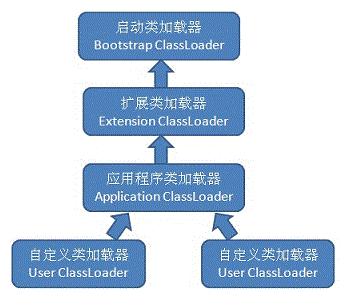 启动类加载器
Bootstrap ClassLoader
扩展类加载器
Extension ClassLoader
应用程序类加载器
Application ClassLoader
自定义类加载器
User ClassLoader
自定义类加载器
User ClassLoader